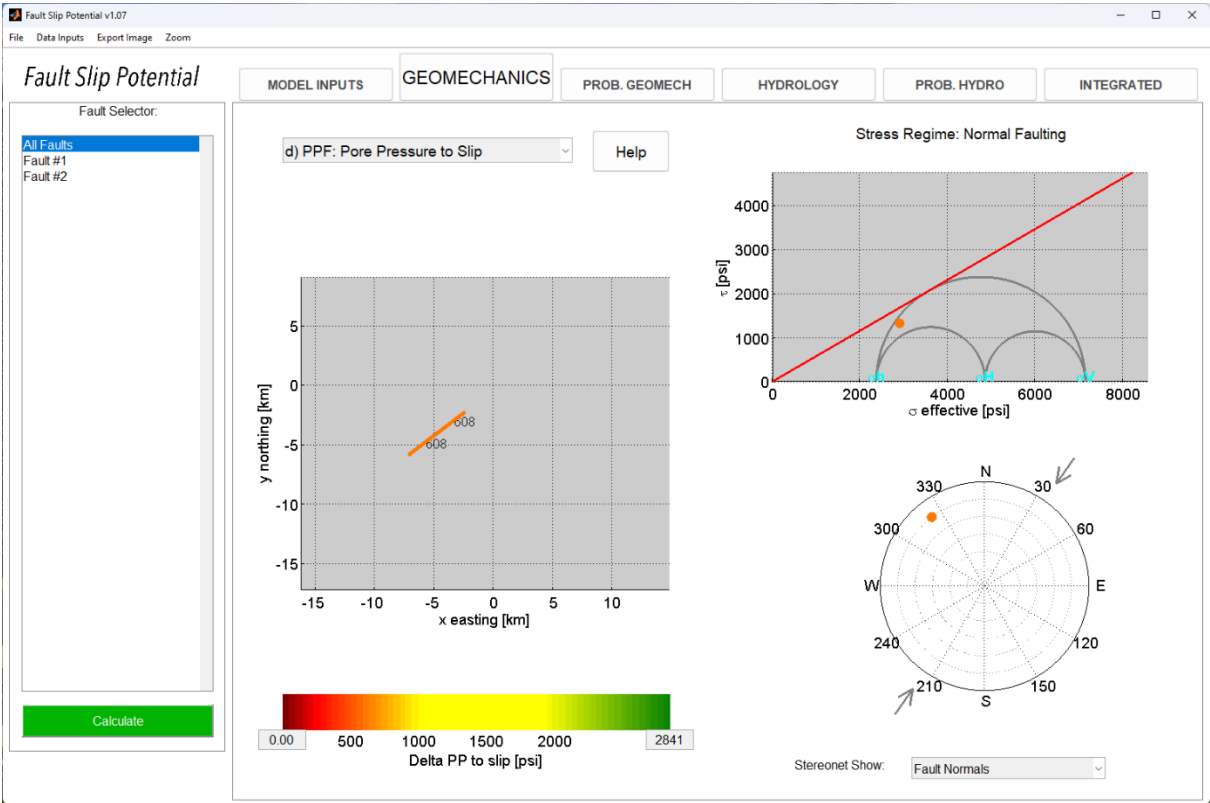 Fault Slip Potential v1.07
File Data Inputs Export Image Zoom
Fault Slip Potential
MODEL INPUTS GEOMECHANICS PROB. GEOMECH HYDROLOGY PROB. HYDRO INTEGRATED
Fault Selector:
All Faults
Fault #1
Fault #2
Calculate
d) PPF: Pore Pressure to Slip
Help
5
0
-5
-10
-15
y northing [km]
608
608
-15 -10 -5 0 5 10
x easting [km]
0.00 500 1000 1500 2000 2841
Delta PP to slip [psi]
Stress Regime: Normal Faulting
4000
3000
2000
1000
0
τ [psi]
σh σH σV
0 2000 4000 6000 8000
σ effective [psi]
N
330 30
300 60
W E
240 120
210 150
S
Stereonet Show: Fault Normals